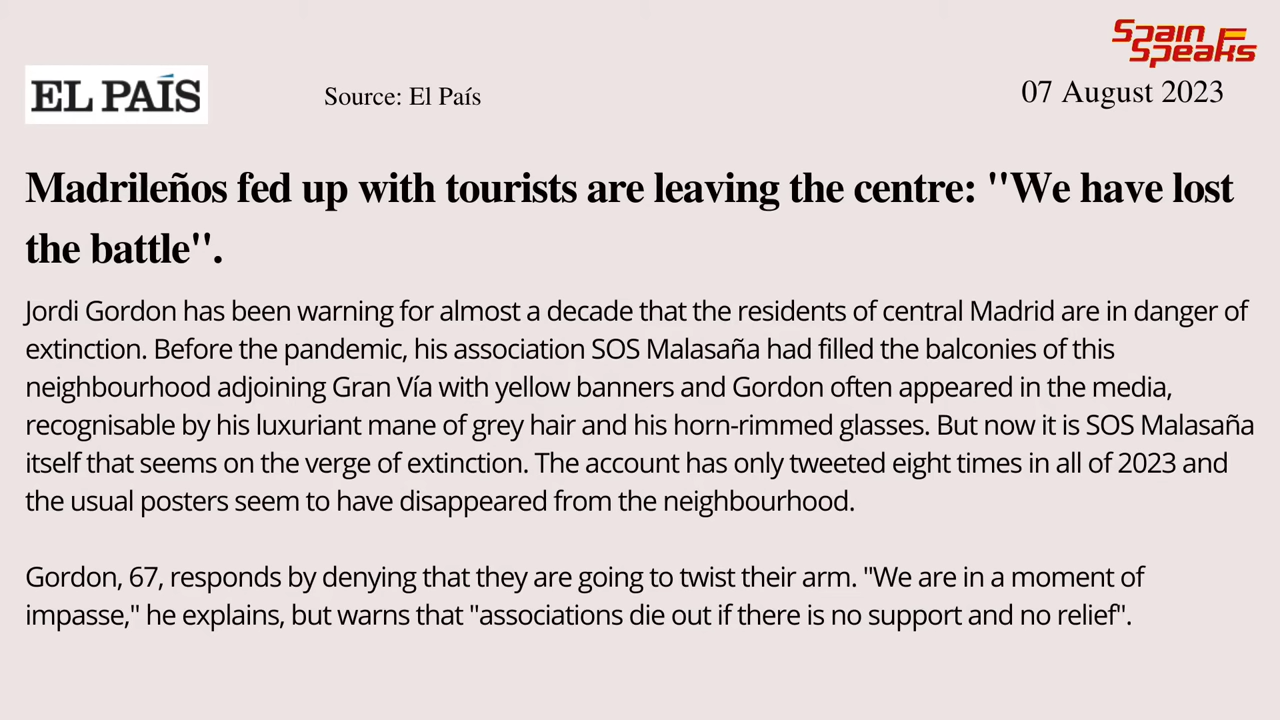 Spain
Speaks
EL PAÍS
Source: El País
07 August 2023
Madrileños fed up with tourists are leaving the centre: "We have lost
the battle".
Jordi Gordon has been warning for almost a decade that the residents of central Madrid are in danger of
extinction. Before the pandemic, his association SOS Malasaña had filled the balconies of this
neighbourhood adjoining Gran Vía with yellow banners and Gordon often appeared in the media,
recognisable by his luxuriant mane of grey hair and his horn-rimmed glasses. But now it is SOS Malasaña
itself that seems on the verge of extinction. The account has only tweeted eight times in all of 2023 and
the usual posters seem to have disappeared from the neighbourhood.
Gordon, 67, responds by denying that they are going to twist their arm. "We are in a moment of
impasse," he explains, but warns that "associations die out if there is no support and no relief".